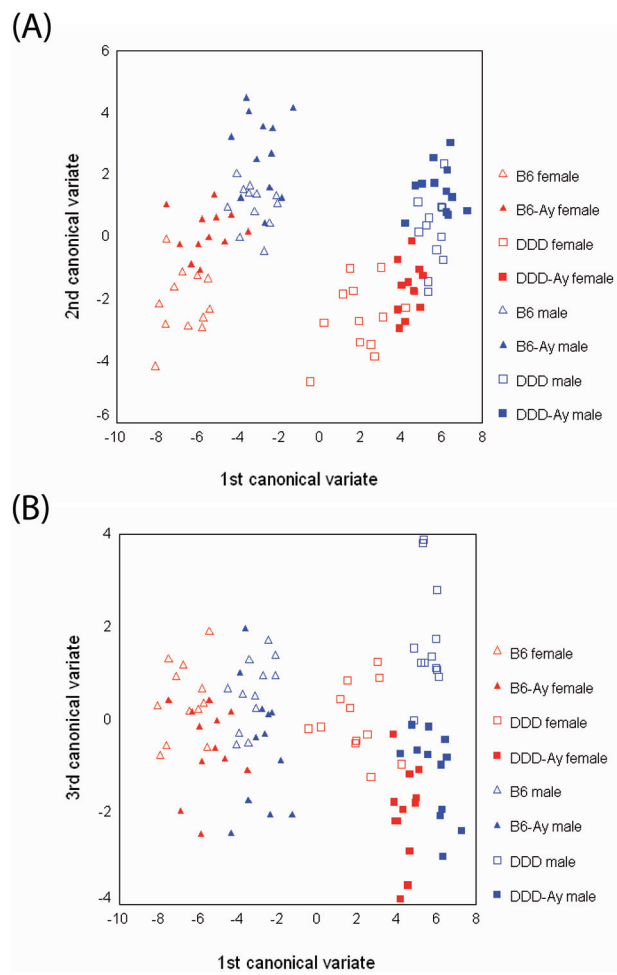 (A)
6
4
2
0
-2
-4
-6
2nd canonical variate
-10 -8 -6 -4 -2 0 2 4 6 8
1st canonical variate
B6 female
B6-Ay female
DDD female
DDD-Ay female
B6 male
B6-Ay male
DDD male
DDD-Ay male
(B)
4
2
0
-2
-4
3rd canonical variate
-10 -8 -6 -4 -2 0 2 4 6 8
1st canonical variate
B6 female
B6-Ay female
DDD female
DDD-Ay female
B6 male
B6-Ay male
DDD male
DDD-Ay male